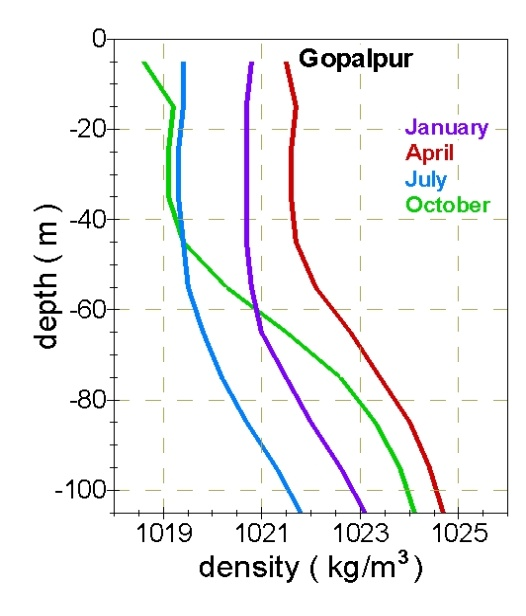 Gopalpur
January
April
July
October
0
-20
-40
-60
-80
-100
depth ( m )
1019 1021 1023 1025
density ( kg/m³ )